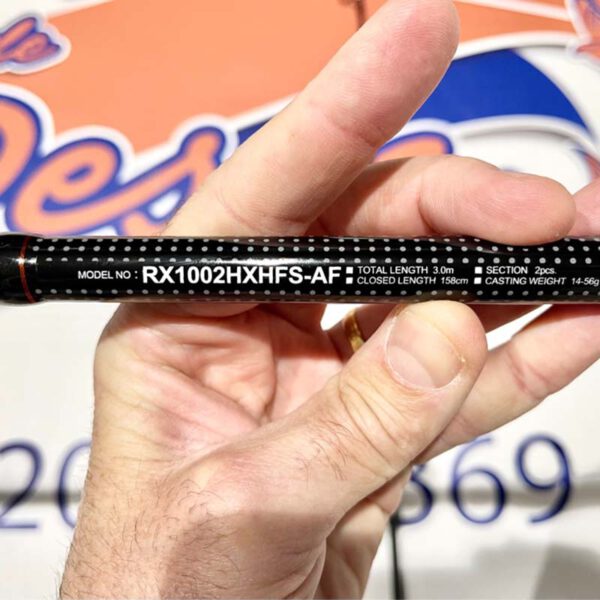 MODEL NO : RX1002HXHFS-AF
TOTAL LENGTH 3.0m SECTION 2pcs.
CLOSED LENGTH 158cm CASTING WEIGHT 14-56g